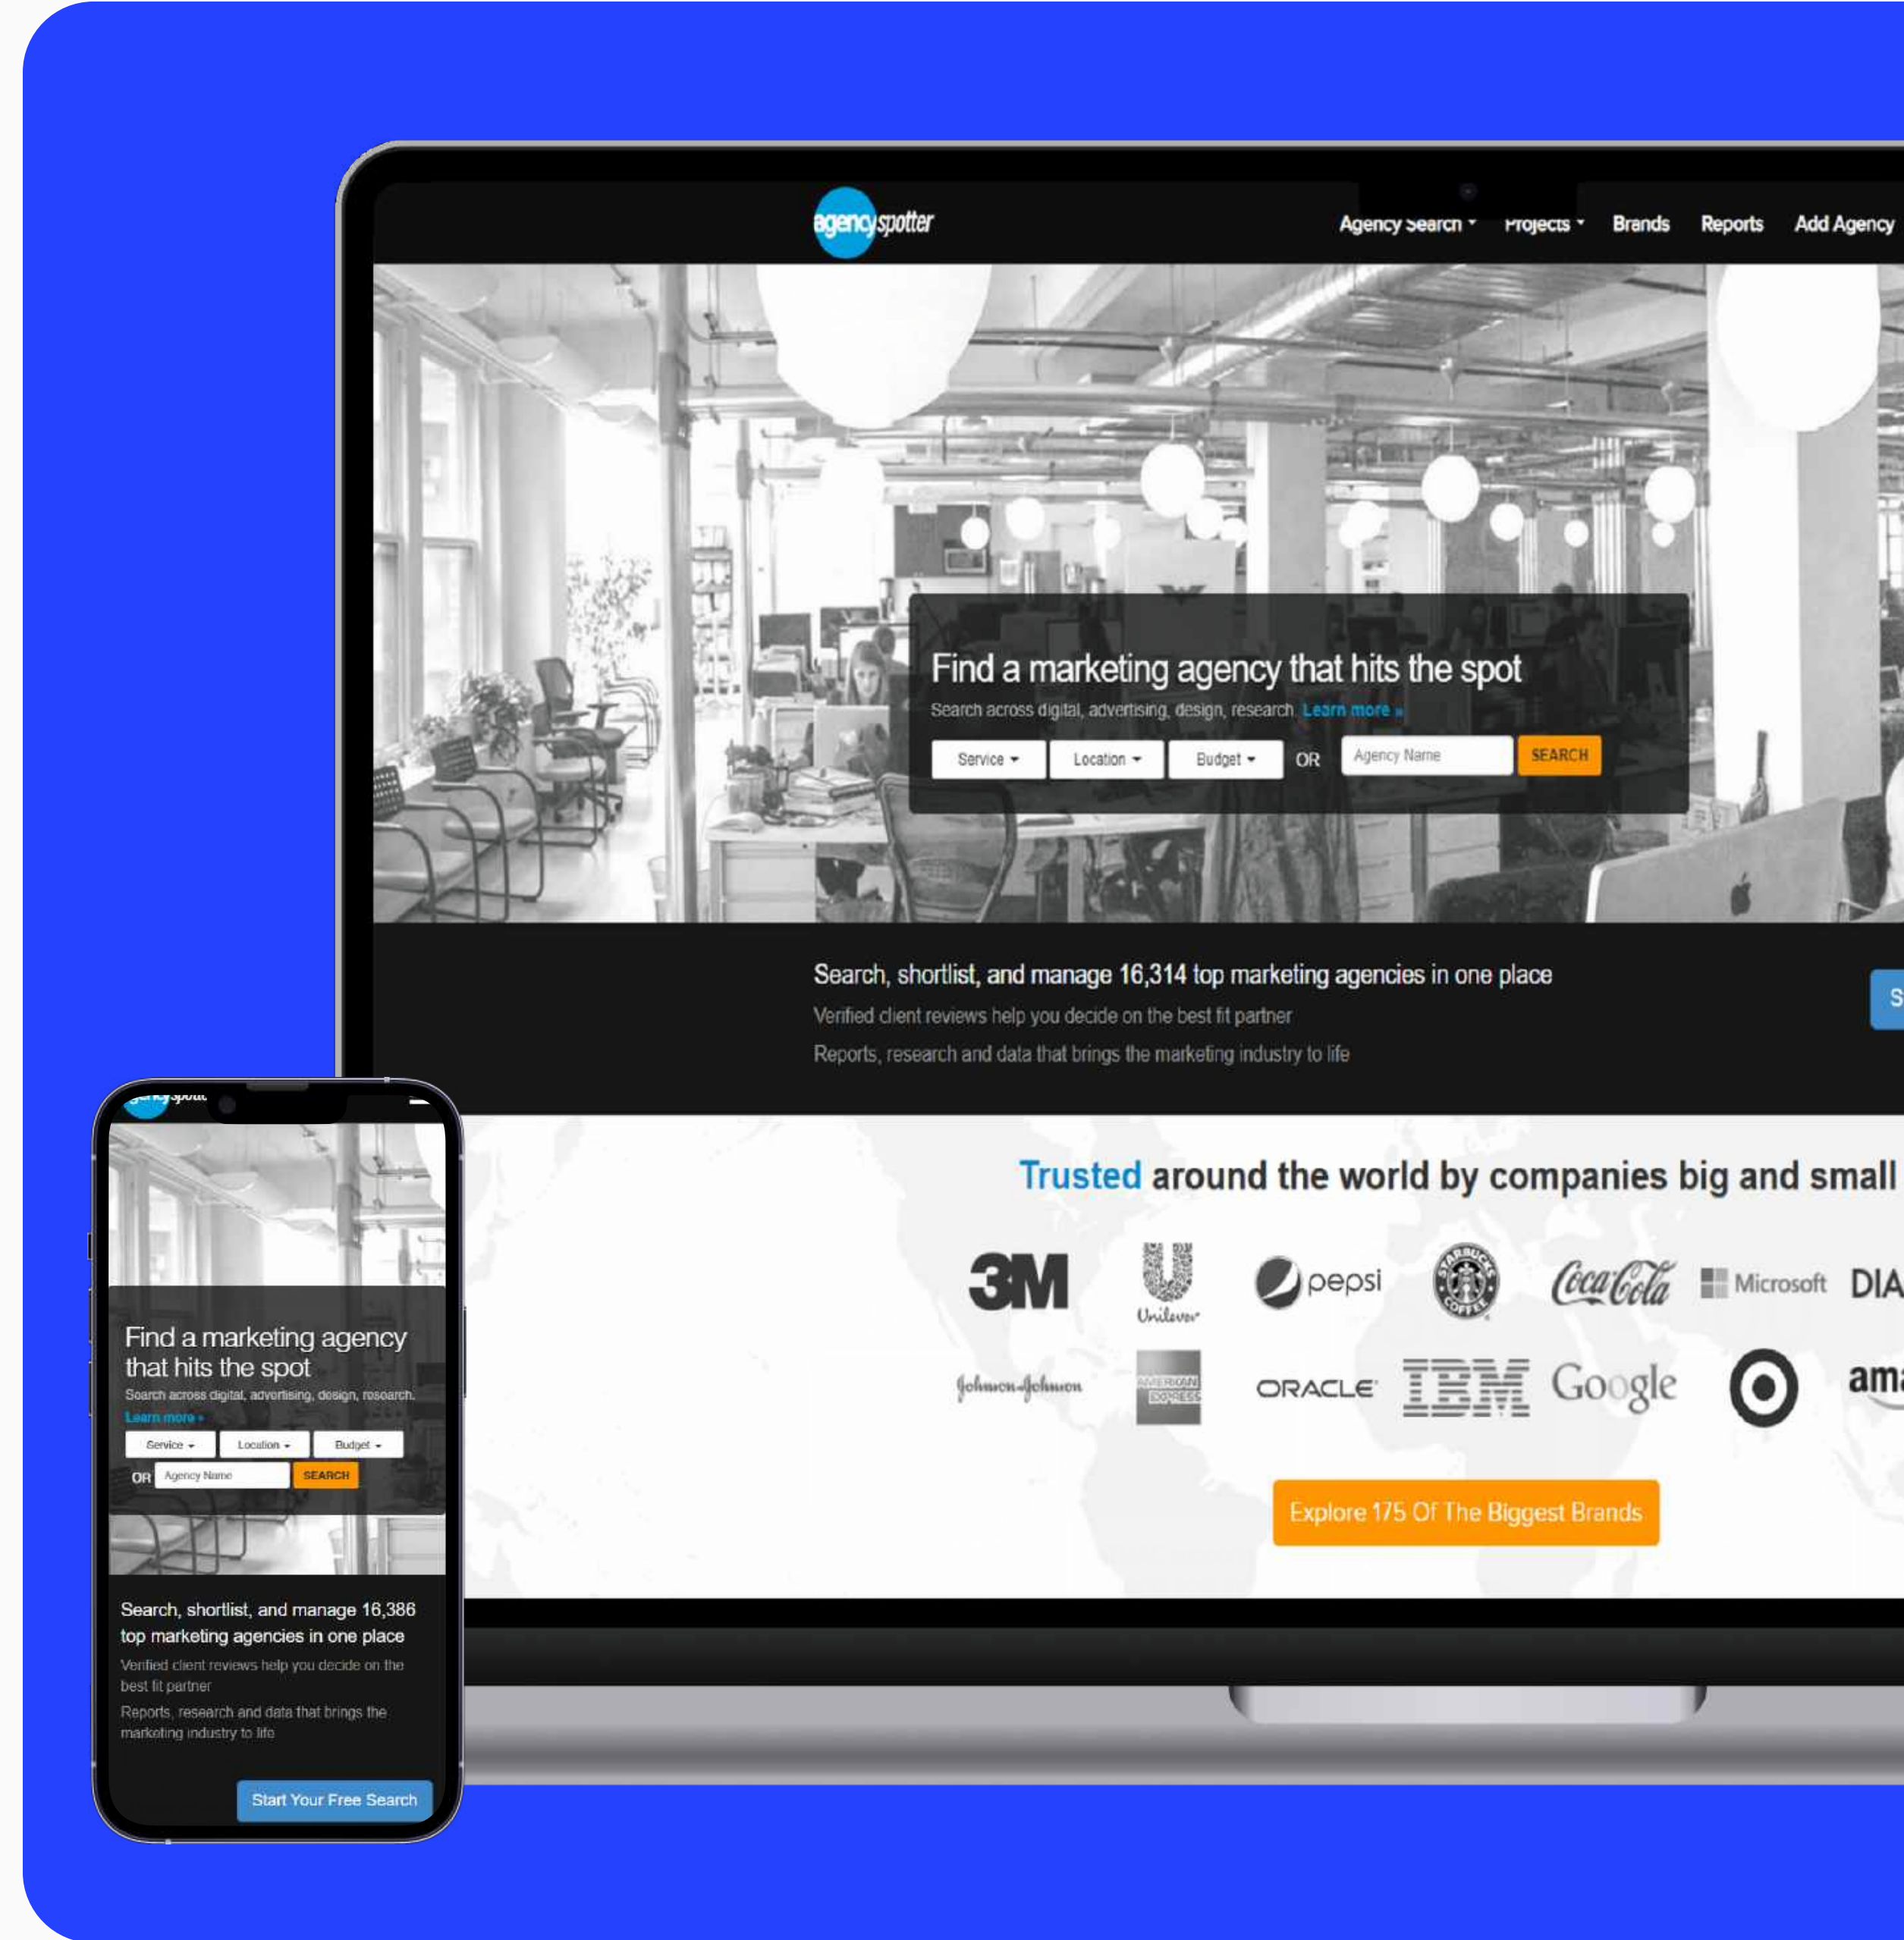 agencyspotter
Agency Search Projects Brands Reports Add Agency
Find a marketing agency that hits the spot
Search across digital, advertising, design, research. Learn more »
Service Location Budget OR Agency Name SEARCH
Search, shortlist, and manage 16,314 top marketing agencies in one place
Verified client reviews help you decide on the best fit partner
Reports, research and data that brings the marketing industry to life
S
Trusted around the world by companies big and small
3M Unilever pepsi STARBUCKS COFFEE Coca-Cola Microsoft DIA
Johnson & Johnson AMERICAN EXPRESS ORACLE IBM Google ama
Explore 175 Of The Biggest Brands
Find a marketing agency
that hits the spot
Search across digital, advertising, design, research.
Learn more »
Service Location Budget
OR Agency Name SEARCH
Search, shortlist, and manage 16,386
top marketing agencies in one place
Verified client reviews help you decide on the
best fit partner
Reports, research and data that brings the
marketing industry to life
Start Your Free Search